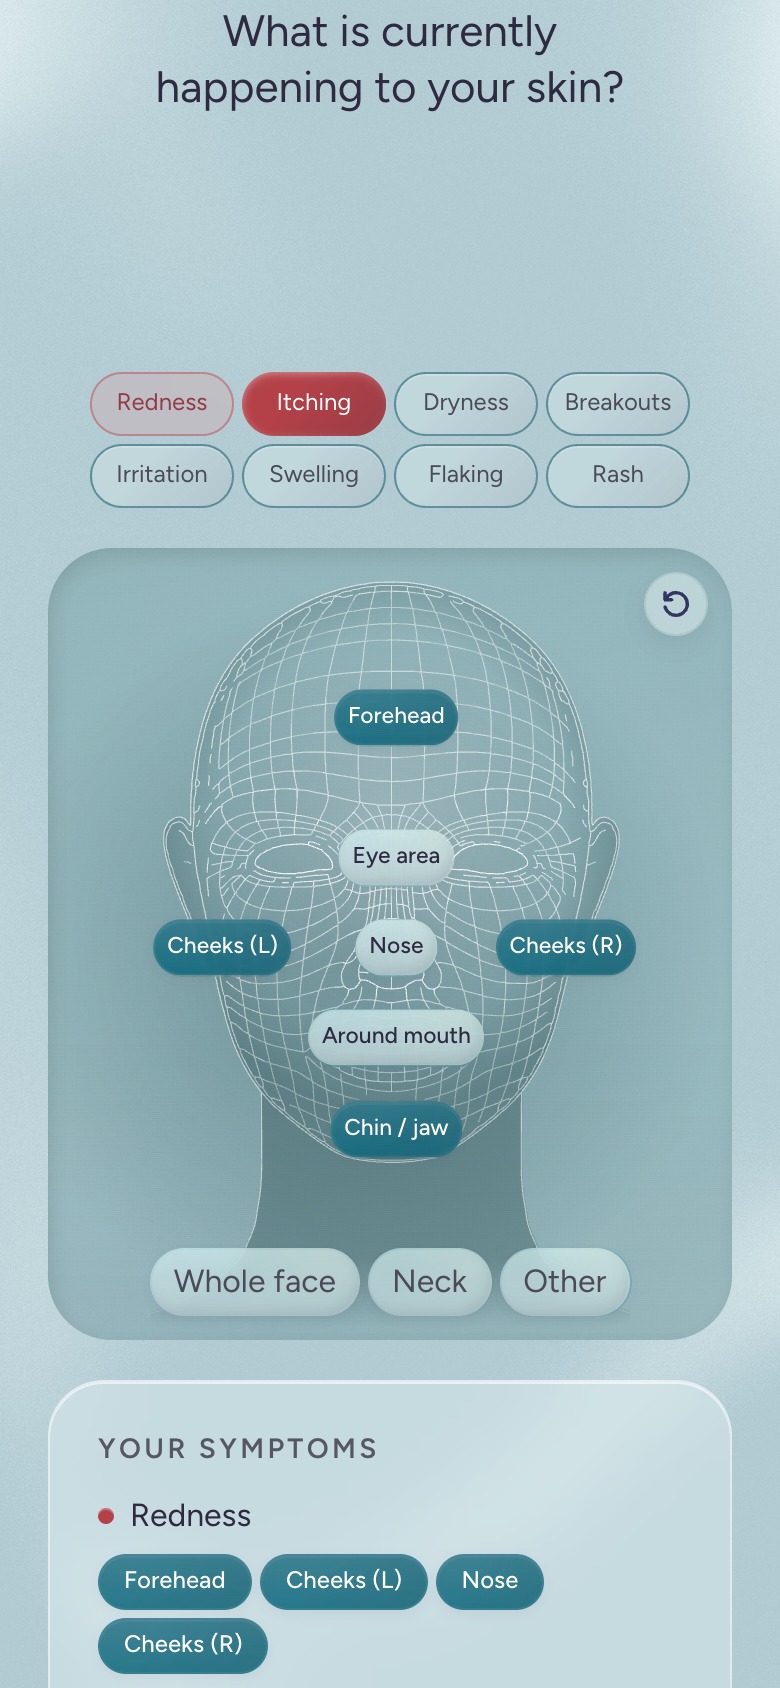 What is currently
happening to your skin?
Redness Itching Dryness Breakouts
Irritation Swelling Flaking Rash
Forehead
Eye area
Cheeks (L) Nose Cheeks (R)
Around mouth
Chin / jaw
Whole face Neck Other
YOUR SYMPTOMS
Redness
Forehead Cheeks (L) Nose
Cheeks (R)